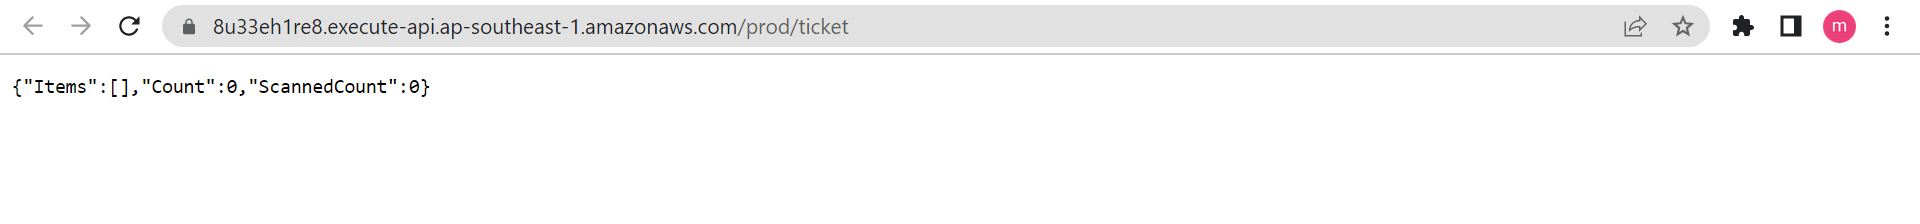 8u33eh1re8.execute-api.ap-southeast-1.amazonaws.com/prod/ticket
m
{"Items":[],"Count":0,"ScannedCount":0}